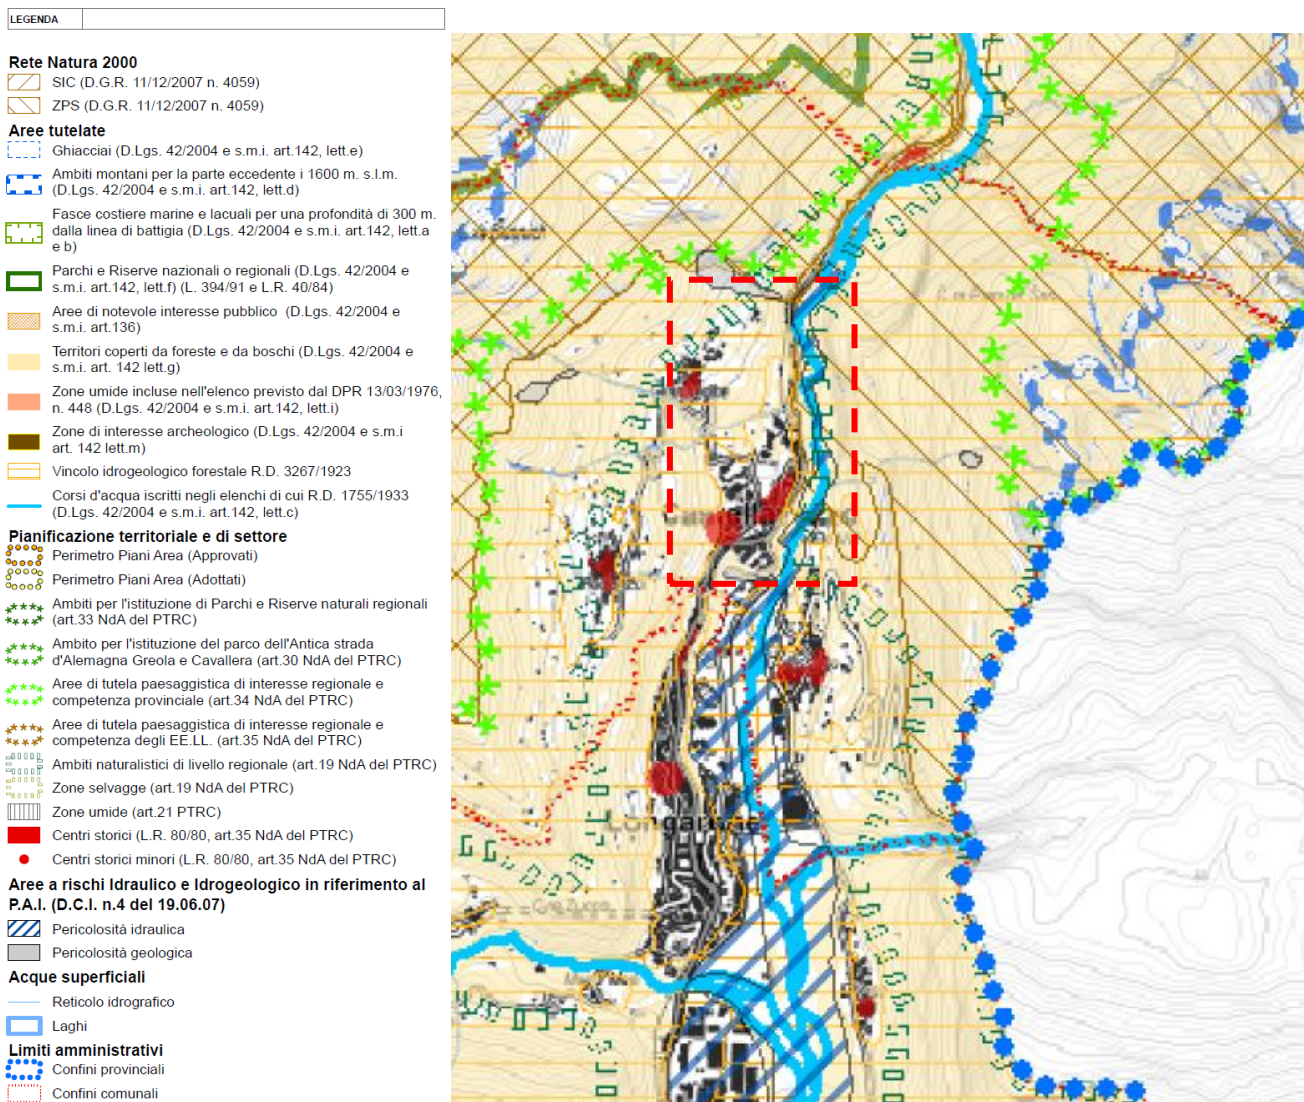 LEGENDA
Rete Natura 2000
SIC (D.G.R. 11/12/2007 n. 4059)
ZPS (D.G.R. 11/12/2007 n. 4059)
Aree tutelate
Ghiacciai (D.Lgs. 42/2004 e s.m.i. art.142, lett.e)
Ambiti montani per la parte eccedente i 1600 m. s.l.m.
(D.Lgs. 42/2004 e s.m.i. art.142, lett.d)
Fasce costiere marine e lacuali per una profondità di 300 m.
dalla linea di battigia (D.Lgs. 42/2004 e s.m.i. art.142, lett.a
e b)
Parchi e Riserve nazionali o regionali (D.Lgs. 42/2004 e
s.m.i. art.142, lett.f) (L. 394/91 e L.R. 40/84)
Aree di notevole interesse pubblico (D.Lgs. 42/2004 e
s.m.i. art.136)
Territori coperti da foreste e da boschi (D.Lgs. 42/2004 e
s.m.i. art. 142 lett.g)
Zone umide incluse nell'elenco previsto dal DPR 13/03/1976,
n. 448 (D.Lgs. 42/2004 e s.m.i. art.142, lett.i)
Zone di interesse archeologico (D.Lgs. 42/2004 e s.m.i
art. 142 lett.m)
Vincolo idrogeologico forestale R.D. 3267/1923
Corsi d'acqua iscritti negli elenchi di cui R.D. 1755/1933
(D.Lgs. 42/2004 e s.m.i. art.142, lett.c)
Pianificazione territoriale e di settore
Perimetro Piani Area (Approvati)
Perimetro Piani Area (Adottati)
Ambiti per l'istituzione di Parchi e Riserve naturali regionali
(art.33 NdA del PTRC)
Ambito per l'istituzione del parco dell'Antica strada
d'Alemagna Greola e Cavallera (art.30 NdA del PTRC)
Aree di tutela paesaggistica di interesse regionale e
competenza provinciale (art.34 NdA del PTRC)
Aree di tutela paesaggistica di interesse regionale e
competenza degli EE.LL. (art.35 NdA del PTRC)
Ambiti naturalistici di livello regionale (art.19 NdA del PTRC)
Zone selvagge (art.19 NdA del PTRC)
Zone umide (art.21 PTRC)
Centri storici (L.R. 80/80, art.35 NdA del PTRC)
Centri storici minori (L.R. 80/80, art.35 NdA del PTRC)
Aree a rischi Idraulico e Idrogeologico in riferimento al
P.A.I. (D.C.I. n.4 del 19.06.07)
Pericolosità idraulica
Pericolosità geologica
Acque superficiali
Reticolo idrografico
Laghi
Limiti amministrativi
Confini provinciali
Confini comunali
Longarone